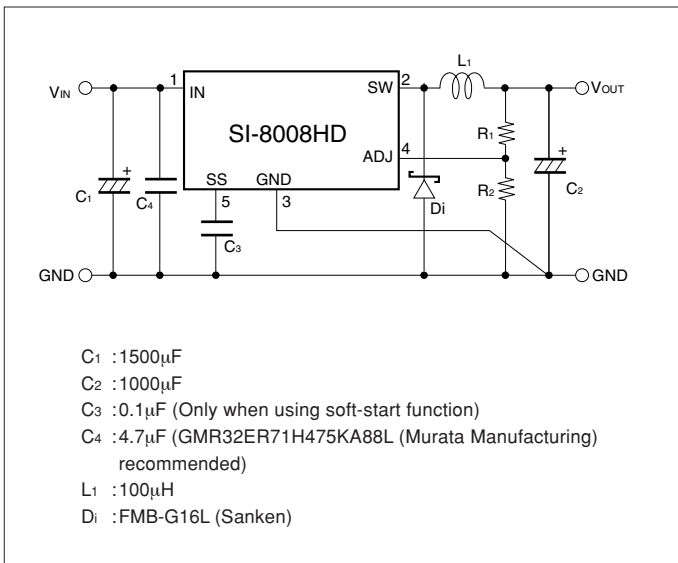 L1
1
2
VIN
IN
SW
VOUT
SI-8008HD
R1
4
ADJ
+
+
SS
GND
R2
C1
C4
5
3
Di
C2
C3
GND
GND
C1 :1500µF
C2 :1000µF
C3 :0.1µF (Only when using soft-start function)
C4 :4.7µF (GMR32ER71H475KA88L (Murata Manufacturing)
recommended)
L1 :100µH
Di :FMB-G16L (Sanken)